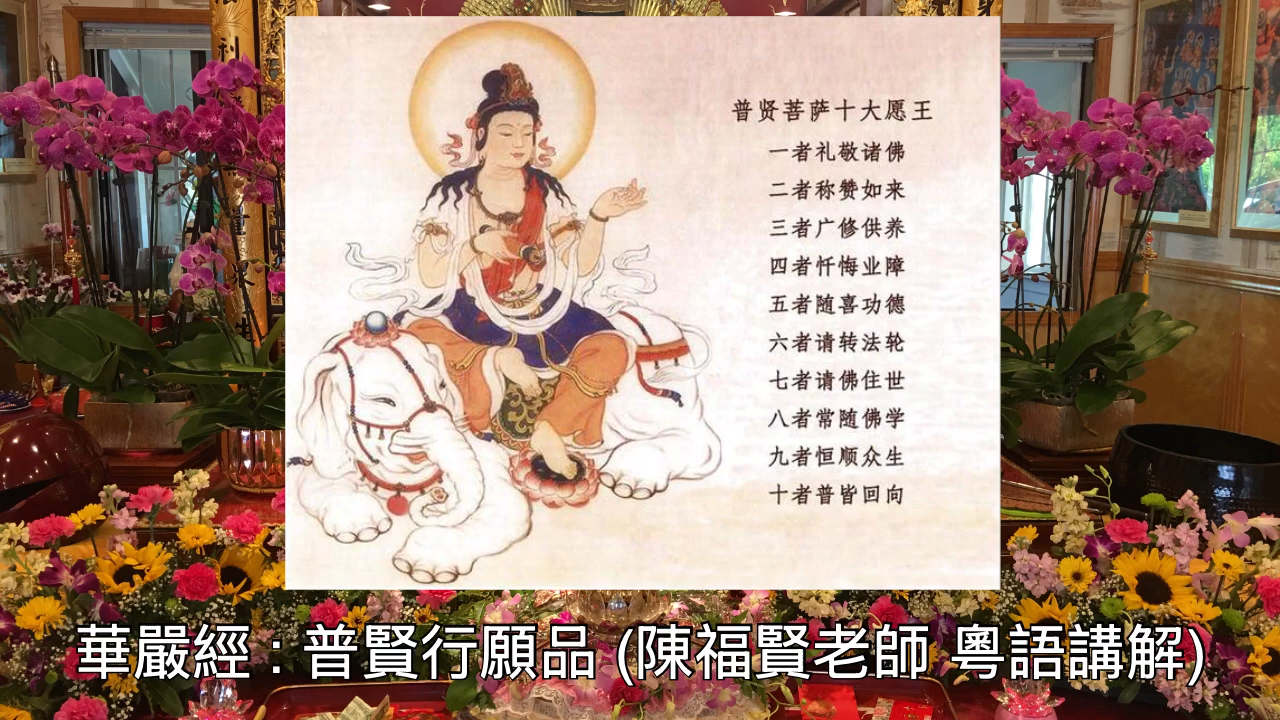 普贤菩萨十大愿王
一者礼敬诸佛
二者称赞如来
三者广修供养
四者忏悔业障
五者随喜功德
六者请转法轮
七者请佛住世
八者常随佛学
九者恒顺众生
十者普皆回向
華嚴經 : 普賢行願品 (陳福賢老師 粵語講解)